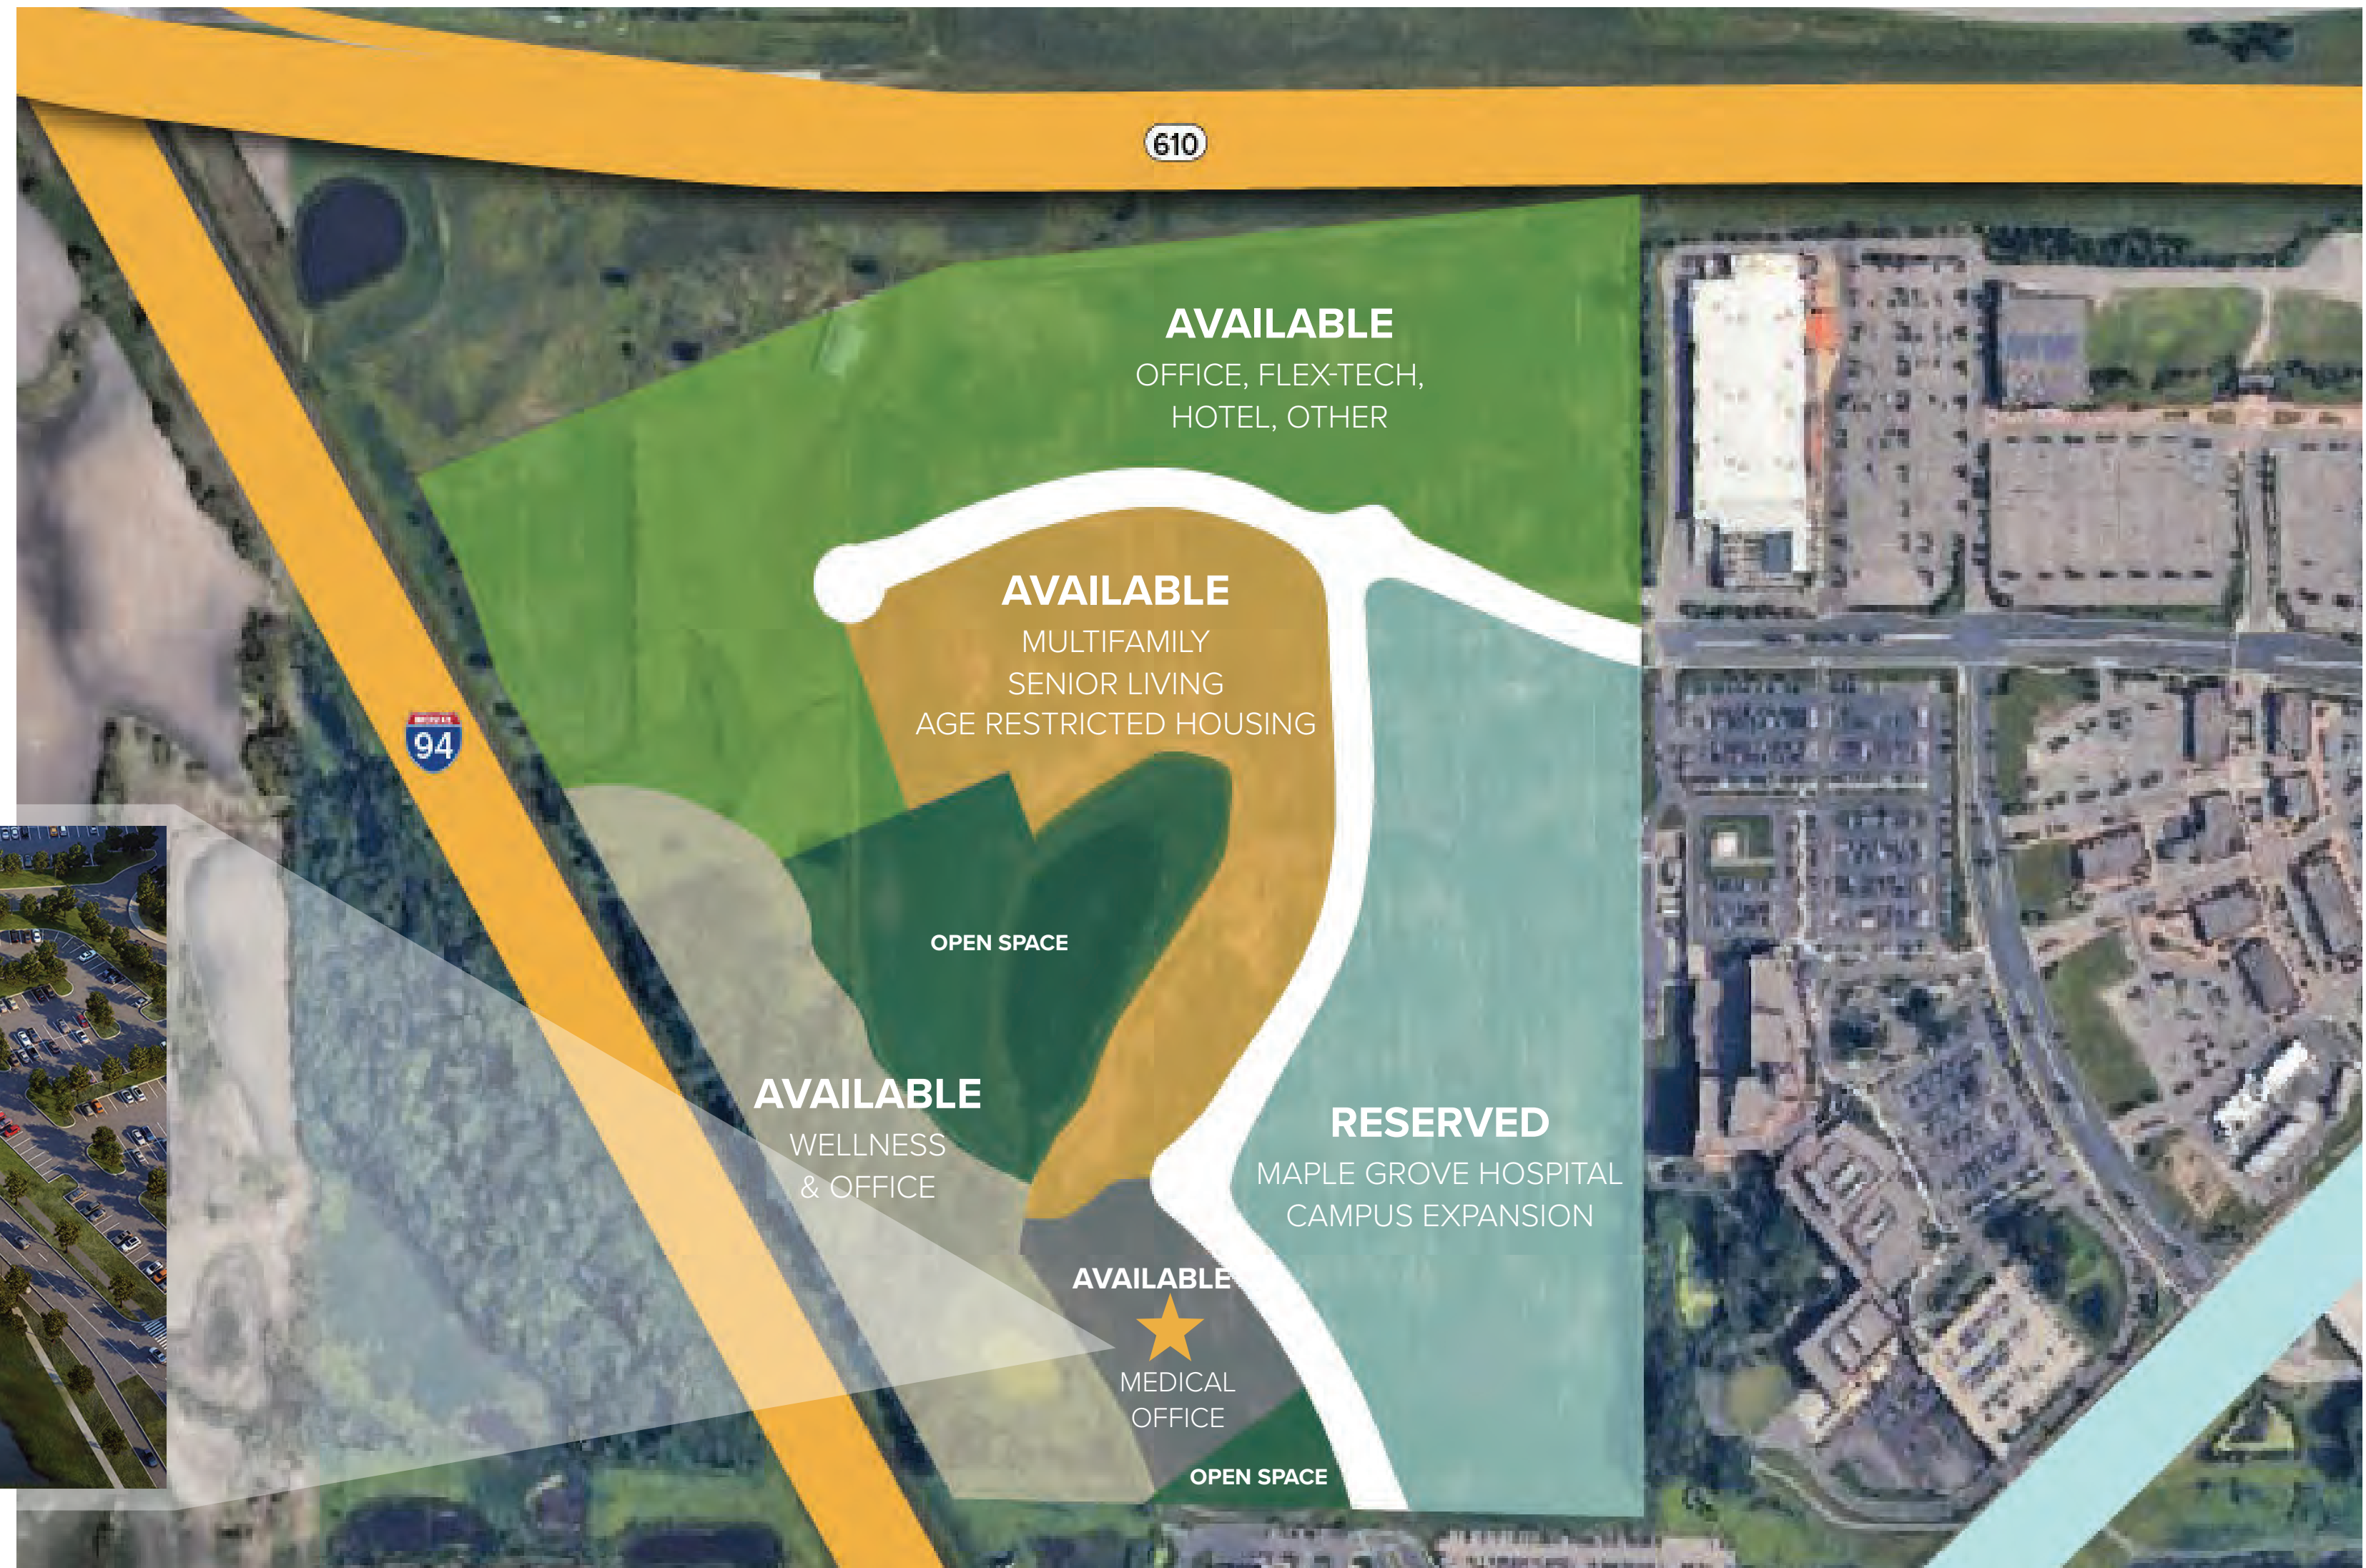 610
AVAILABLE
OFFICE, FLEX-TECH,
HOTEL, OTHER
AVAILABLE
MULTIFAMILY
SENIOR LIVING
AGE RESTRICTED HOUSING
INTERSTATE
94
OPEN SPACE
AVAILABLE
WELLNESS
& OFFICE
RESERVED
MAPLE GROVE HOSPITAL
CAMPUS EXPANSION
AVAILABLE
MEDICAL
OFFICE
OPEN SPACE